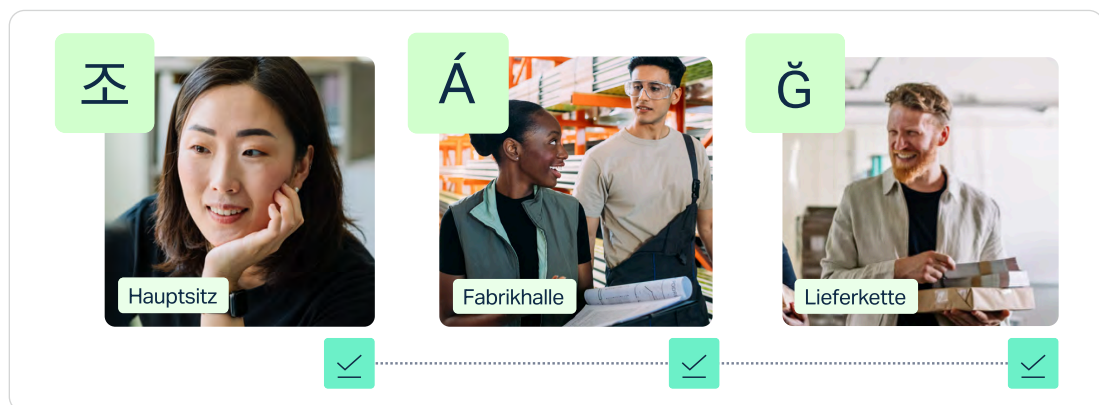 조
Á
Ğ
Hauptsitz
Fabrikhalle
Lieferkette